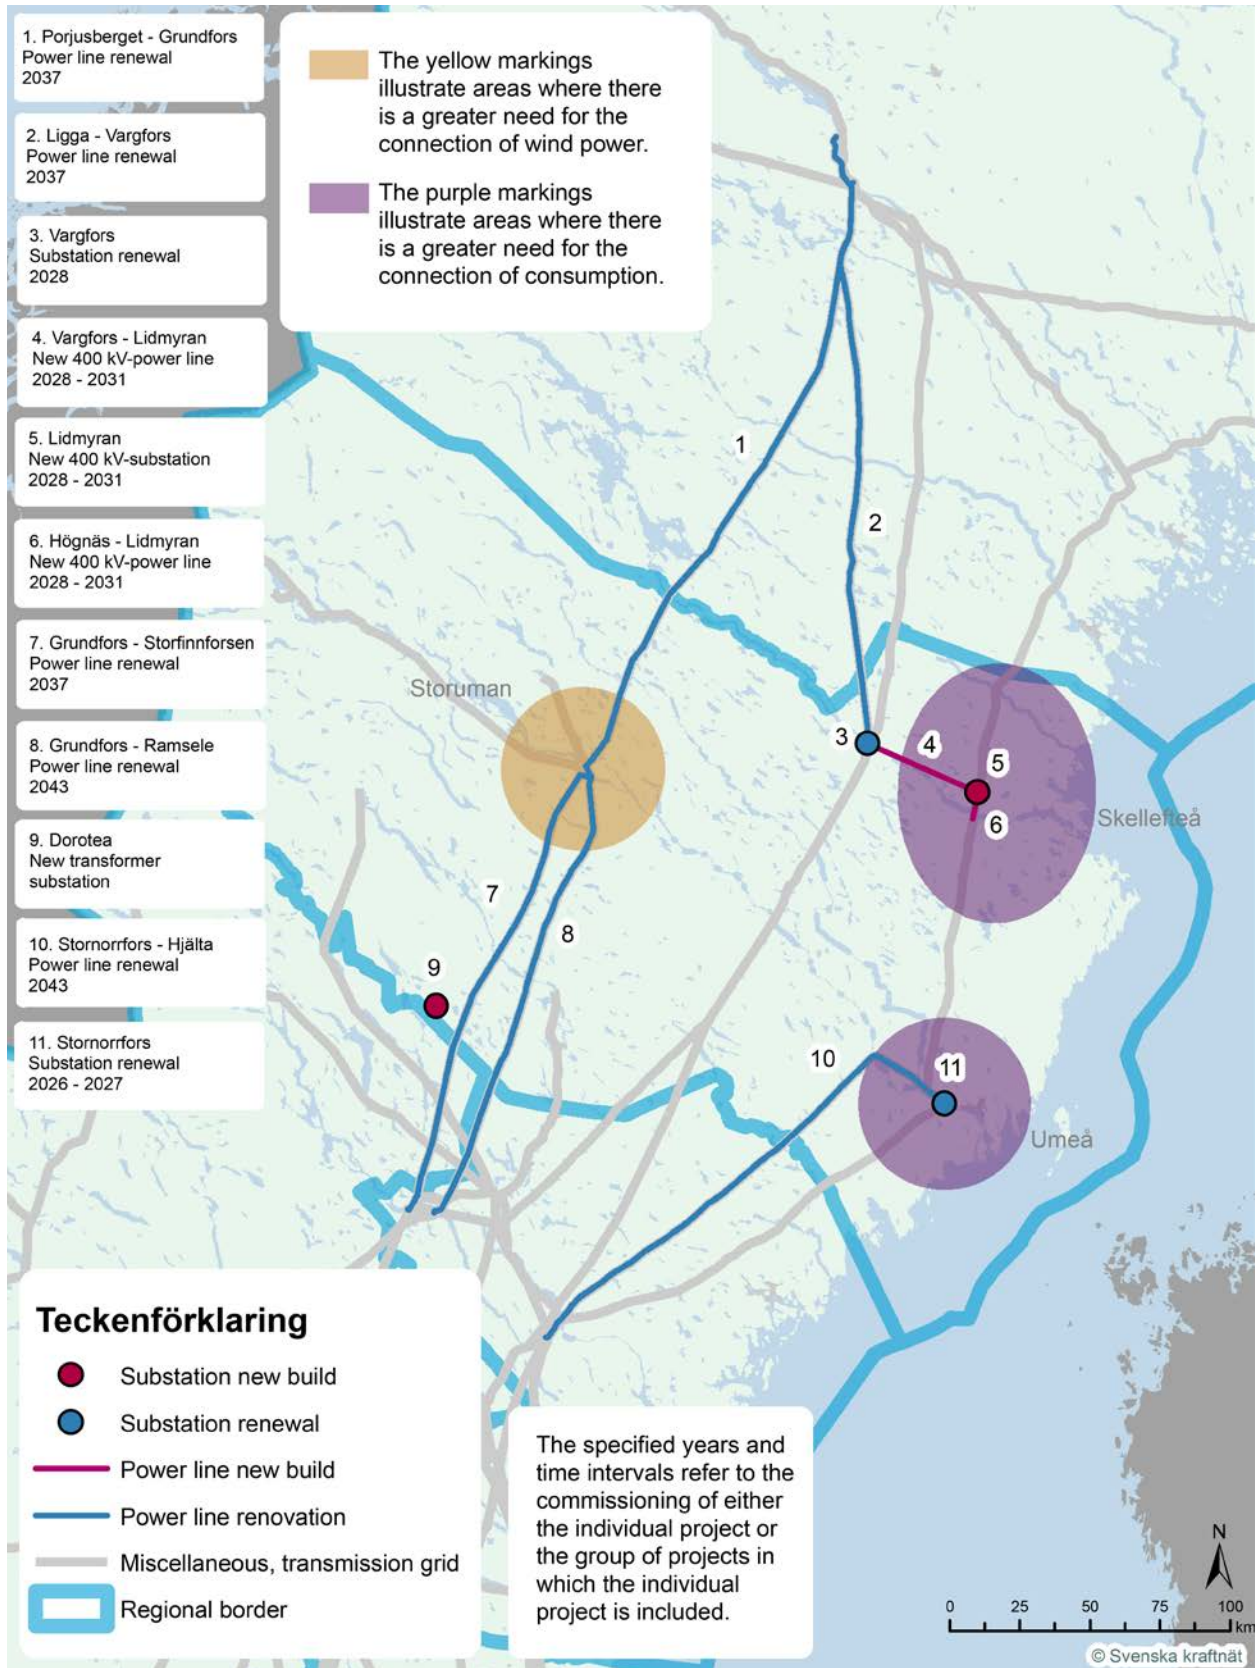 1. Porjusberget - Grundfors
Power line renewal
2037
2. Ligga - Vargfors
Power line renewal
2037
3. Vargfors
Substation renewal
2028
4. Vargfors - Lidmyran
New 400 kV-power line
2028 - 2031
5. Lidmyran
New 400 kV-substation
2028 - 2031
6. Högnäs - Lidmyran
New 400 kV-power line
2028 - 2031
7. Grundfors - Storfinnforsen
Power line renewal
2037
8. Grundfors - Ramsele
Power line renewal
2043
9. Dorotea
New transformer
substation
10. Stornorrfors - Hjälta
Power line renewal
2043
11. Stornorrfors
Substation renewal
2026 - 2027
The yellow markings
illustrate areas where there
is a greater need for the
connection of wind power.
The purple markings
illustrate areas where there
is a greater need for the
connection of consumption.
1
2
Storuman
3
4
5
6
Skellefteå
7
8
9
10
11
Umeå
Teckenförklaring
Substation new build
Substation renewal
Power line new build
Power line renovation
Miscellaneous, transmission grid
Regional border
The specified years and
time intervals refer to the
commissioning of either
the individual project or
the group of projects in
which the individual
project is included.
N
0 25 50 75 100
km
© Svenska kraftnät